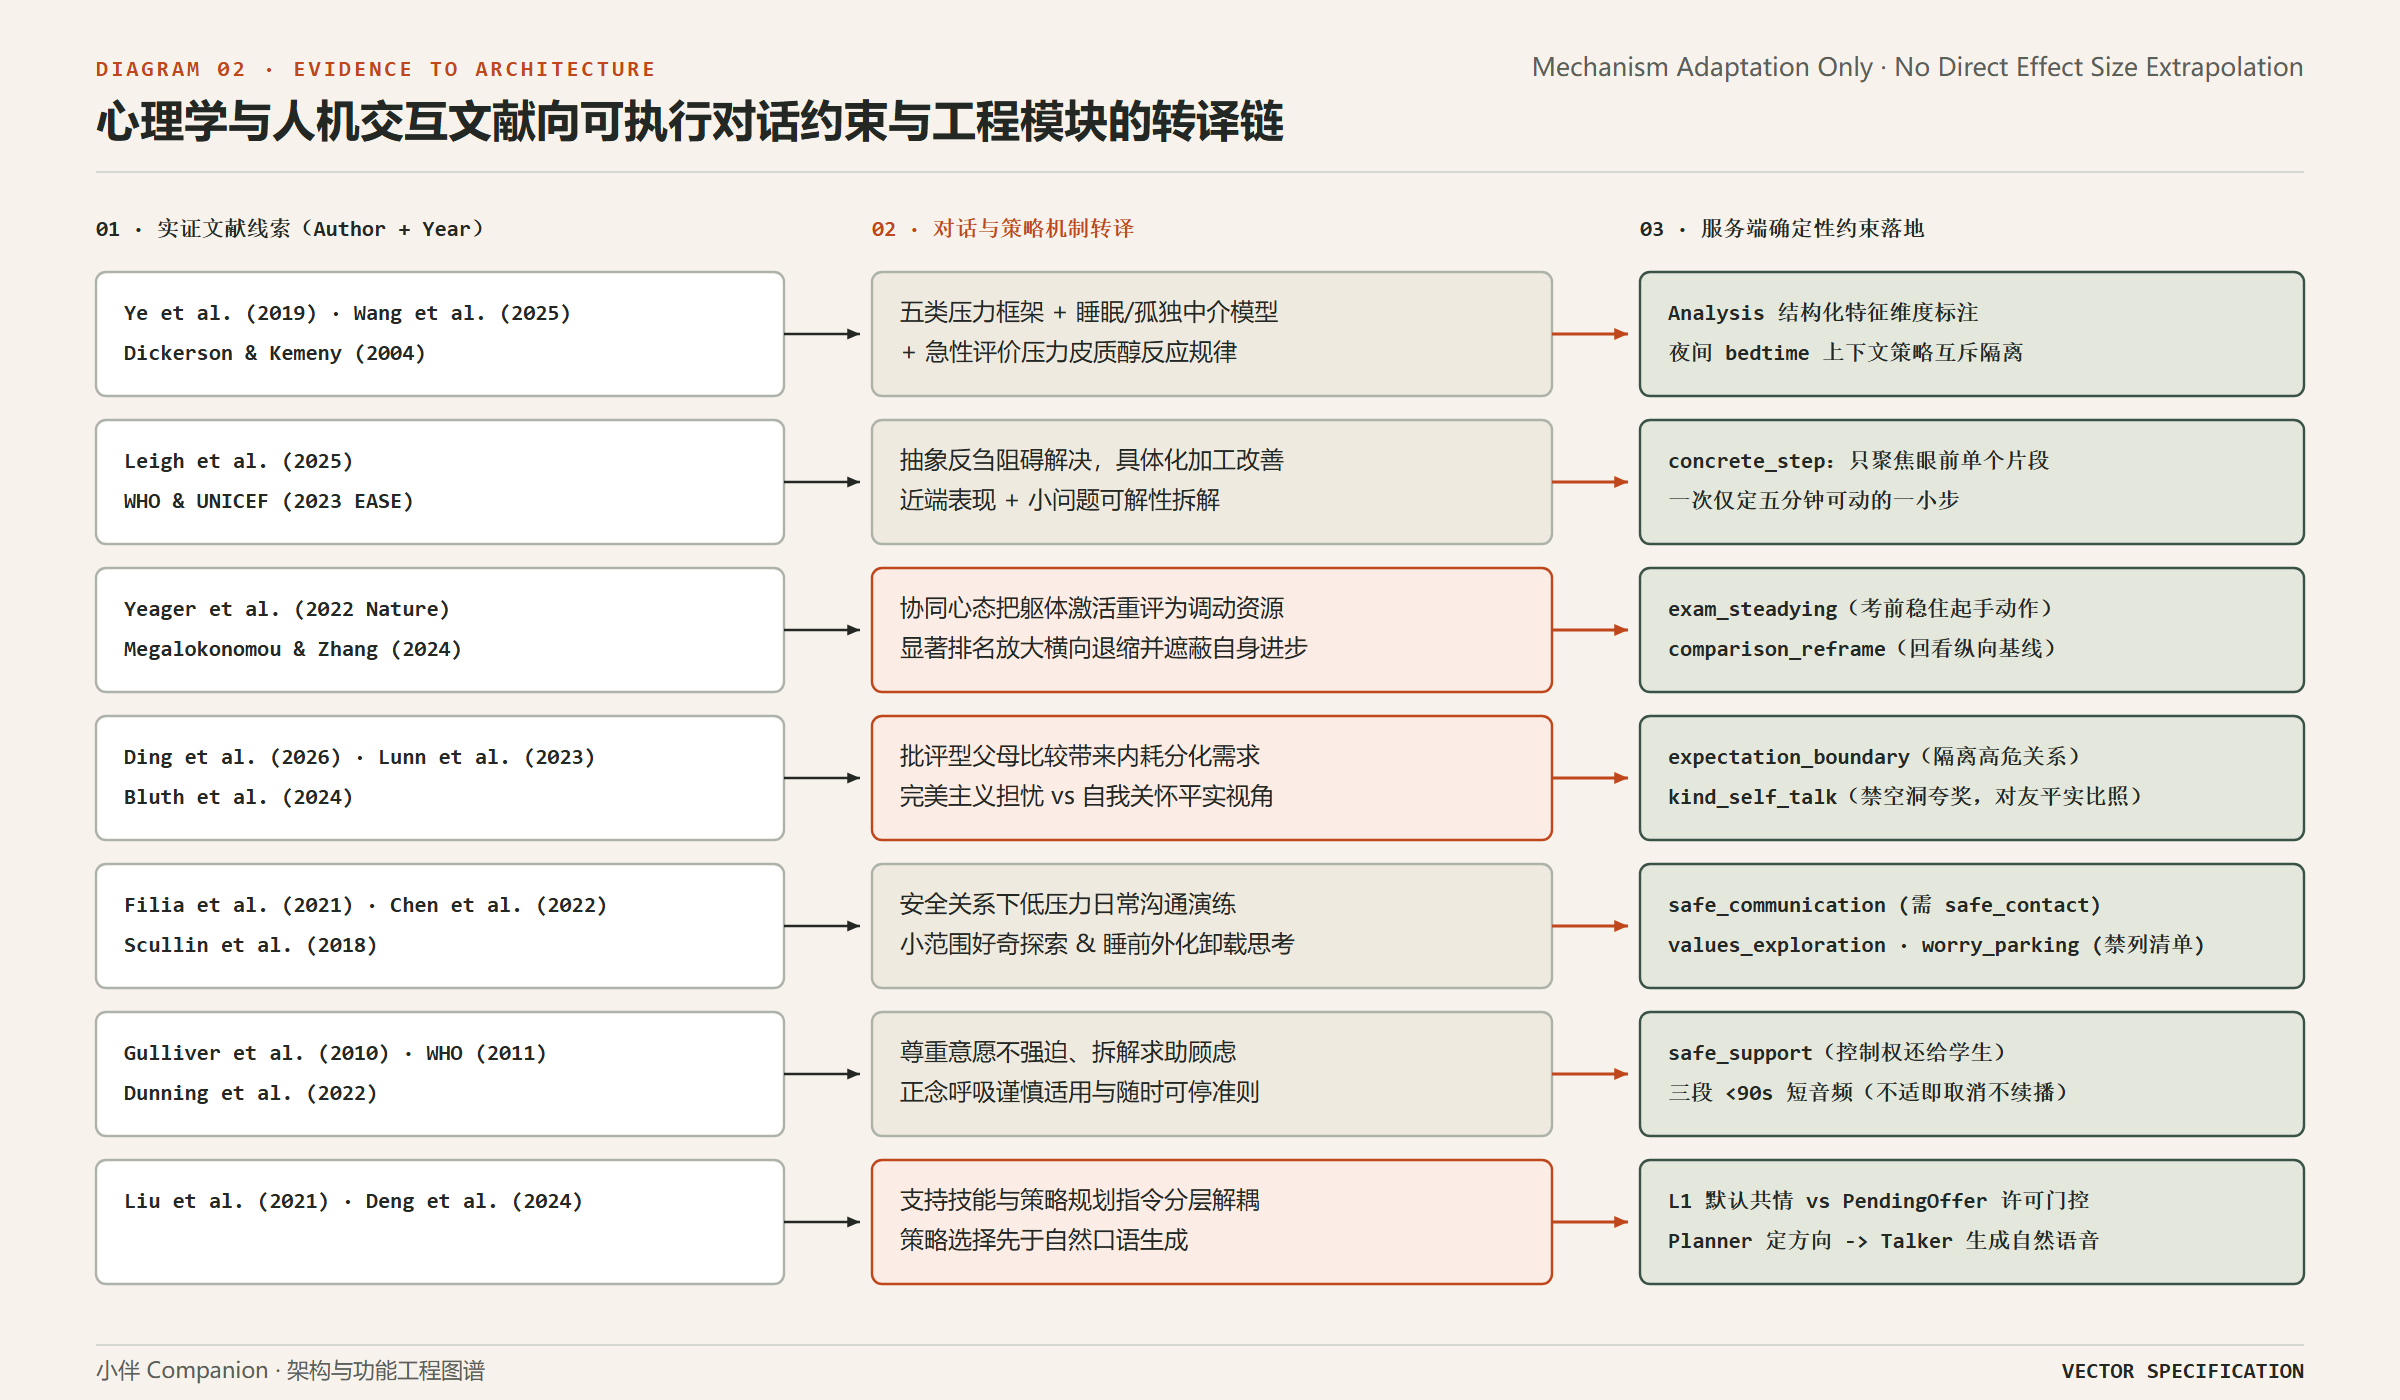 DIAGRAM 02 · EVIDENCE TO ARCHITECTURE
Mechanism Adaptation Only · No Direct Effect Size Extrapolation
心理学与人机交互文献向可执行对话约束与工程模块的转译链
01 · 实证文献线索（Author + Year）
02 · 对话与策略机制转译
03 · 服务端确定性约束落地
Ye et al. (2019) · Wang et al. (2025)
Dickerson & Kemeny (2004)
五类压力框架 + 睡眠/孤独中介模型
+ 急性评价压力皮质醇反应规律
Analysis 结构化特征维度标注
夜间 bedtime 上下文策略互斥隔离
Leigh et al. (2025)
WHO & UNICEF (2023 EASE)
抽象反刍阻碍解决，具体化加工改善
近端表现 + 小问题可解性拆解
concrete_step: 只聚焦眼前单个片段
一次仅定五分钟可动的一小步
Yeager et al. (2022 Nature)
Megalokonomou & Zhang (2024)
协同心态把躯体激活重评为调动资源
显著排名放大横向退缩并遮蔽自身进步
exam_steadying（考前稳住起手动作）
comparison_reframe（回看纵向基线）
Ding et al. (2026) · Lunn et al. (2023)
Bluth et al. (2024)
批评型父母比较带来内耗分化需求
完美主义担忧 vs 自我关怀平实视角
expectation_boundary（隔离高危关系）
kind_self_talk（禁空洞夸奖，对友平实比照）
Filia et al. (2021) · Chen et al. (2022)
Scullin et al. (2018)
安全关系下低压力日常沟通演练
小范围好奇探索 & 睡前外化卸载思考
safe_communication (需 safe_contact)
values_exploration · worry_parking (禁列清单)
Gulliver et al. (2010) · WHO (2011)
Dunning et al. (2022)
尊重意愿不强迫、拆解求助顾虑
正念呼吸谨慎适用与随时可停准则
safe_support（控制权还给学生）
三段 <90s 短音频（不适即取消不续播）
Liu et al. (2021) · Deng et al. (2024)
支持技能与策略规划指令分层解耦
策略选择先于自然口语生成
L1 默认共情 vs PendingOffer 许可门控
Planner 定方向 -> Talker 生成自然语音
小伴 Companion · 架构与功能工程图谱
VECTOR SPECIFICATION